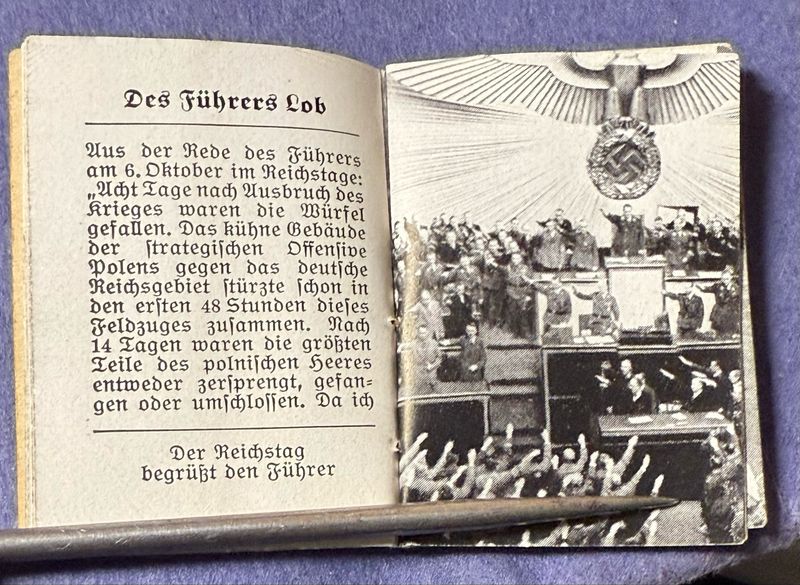 Des Führers Lob
Aus der Rede des Führers
am 6. Oktober im Reichstage:
„Acht Tage nach Ausbruch des
Krieges waren die Würfel
gefallen. Das kühne Gebäude
der strategischen Offensive
Polens gegen das deutsche
Reichsgebiet stürzte schon in
den ersten 48 Stunden dieses
Feldzuges zusammen. Nach
14 Tagen waren die größten
Teile des polnischen Heeres
entweder zersprengt, gefan-
gen oder umschlossen. Da ich
Der Reichstag
begrüßt den Führer